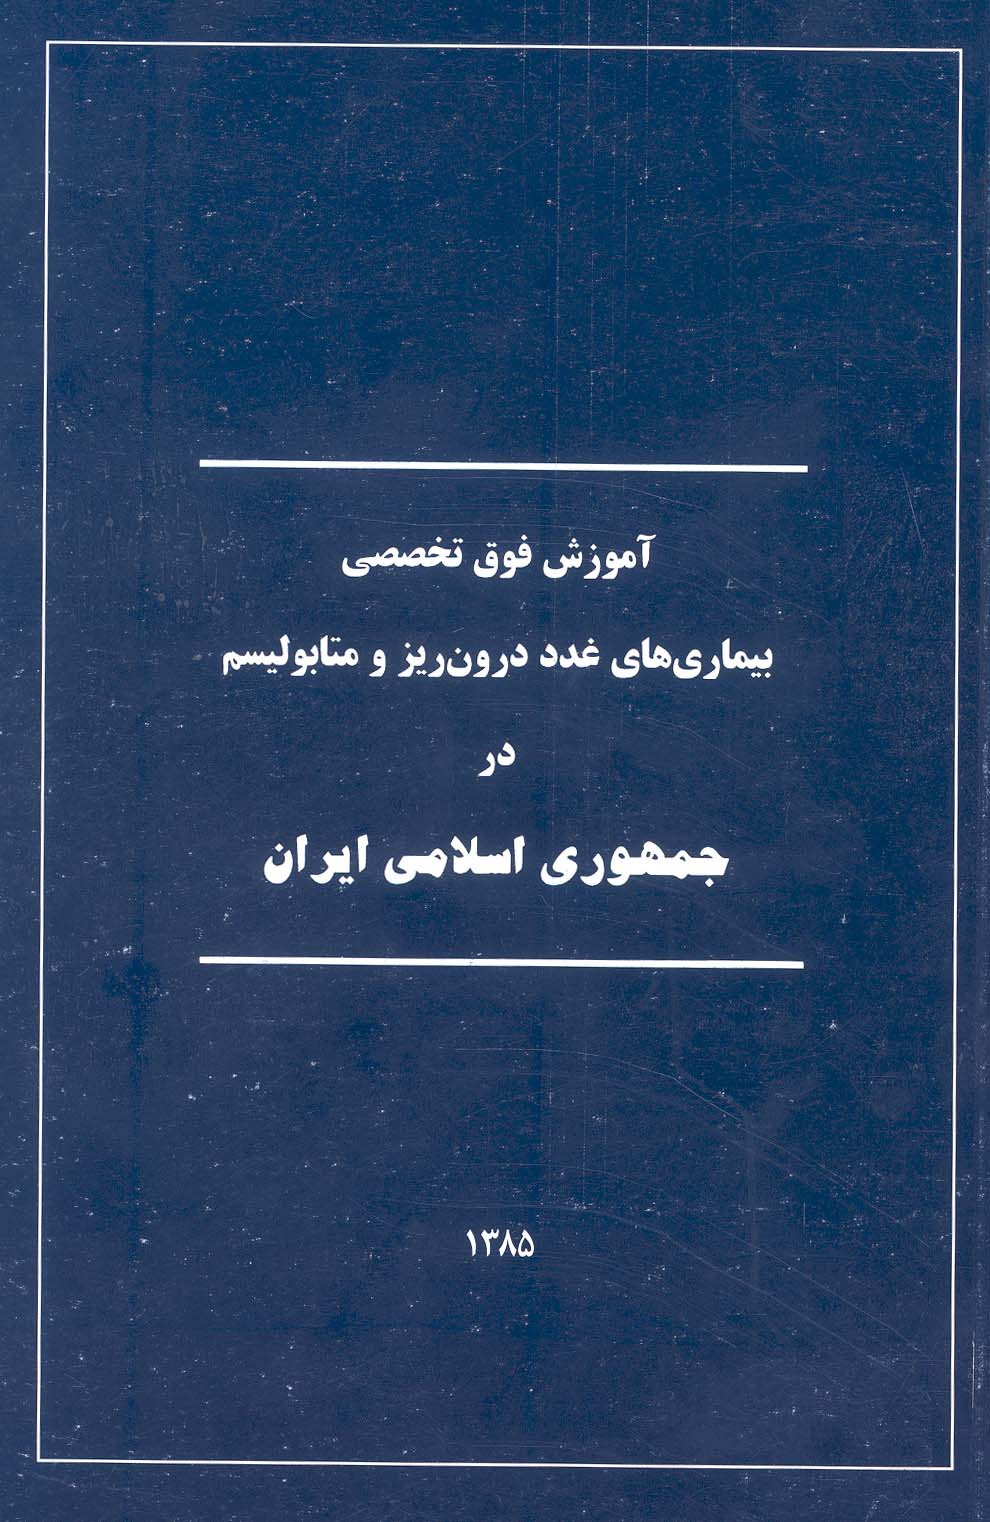 آموزش فوق تخصصی
بیماری‌های غدد درون‌ریز و متابولیسم
در
جمهوری اسلامی ایران
۱۳۸۵